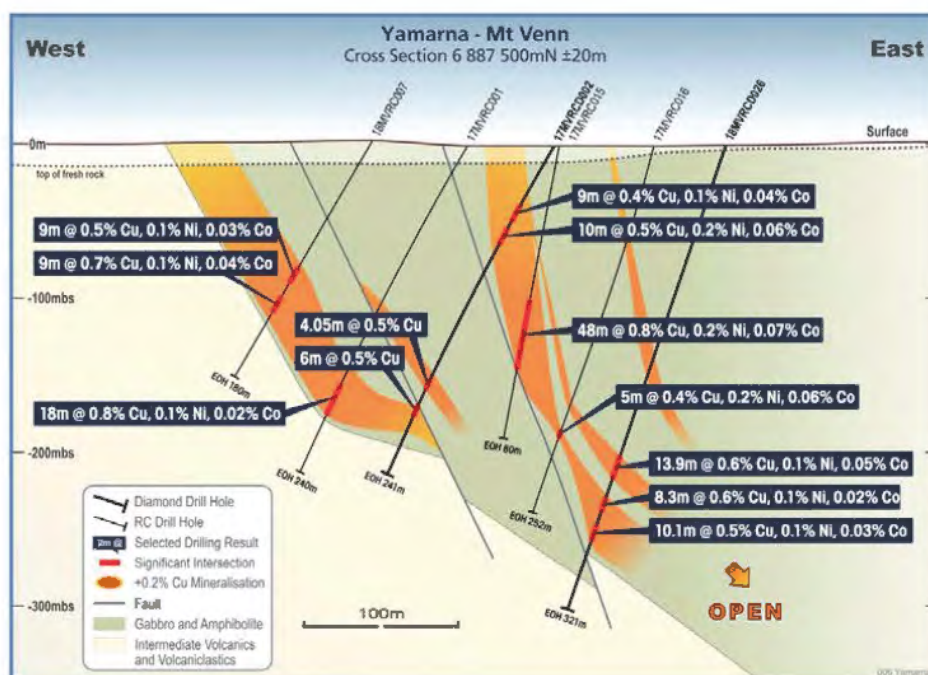 Yamarna - Mt Venn
Cross Section 6 887 500mN ±20m
West
East
18MVRC007
17MVRC001
17MVRCD002
17MVRC015
17MVRC016
18MVRCD026
Surface
0m
top of fresh rock
9m @ 0.4% Cu, 0.1% Ni, 0.04% Co
10m @ 0.5% Cu, 0.2% Ni, 0.06% Co
9m @ 0.5% Cu, 0.1% Ni, 0.03% Co
9m @ 0.7% Cu, 0.1% Ni, 0.04% Co
-100mbs
4.05m @ 0.5% Cu
48m @ 0.8% Cu, 0.2% Ni, 0.07% Co
6m @ 0.5% Cu
EOH 180m
5m @ 0.4% Cu, 0.2% Ni, 0.06% Co
18m @ 0.8% Cu, 0.1% Ni, 0.02% Co
-200mbs
EOH 240m
EOH 241m
EOH 80m
13.9m @ 0.6% Cu, 0.1% Ni, 0.05% Co
8.3m @ 0.6% Cu, 0.1% Ni, 0.02% Co
EOH 252m
10.1m @ 0.5% Cu, 0.1% Ni, 0.03% Co
Diamond Drill Hole
RC Drill Hole
2m @
Selected Drilling Result
Significant Intersection
+0.2% Cu Mineralisation
Fault
Gabbro and Amphibolite
Intermediate Volcanics
and Volcaniclastics
-300mbs
100m
EOH 321m
OPEN